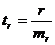 t_r = r / m_r